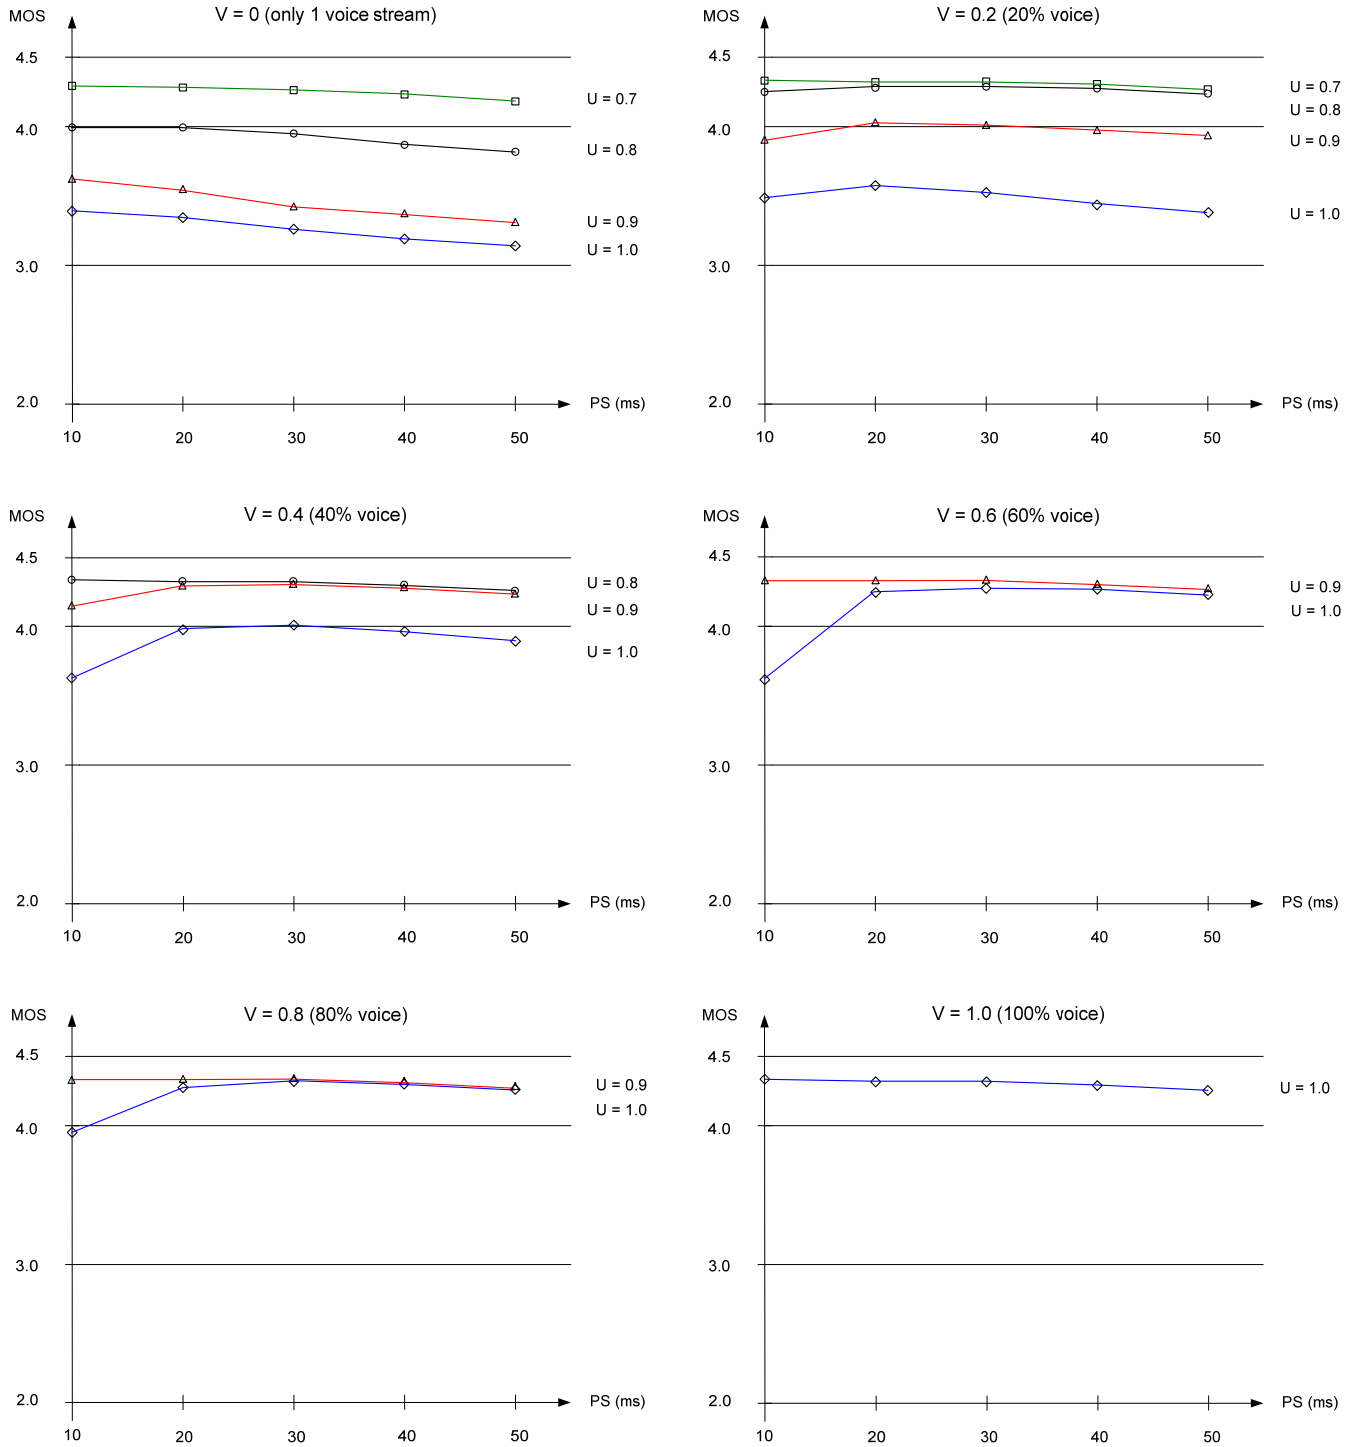 MOS
V = 0 (only 1 voice stream)
4.5
4.0
3.0
2.0
U = 0.7
U = 0.8
U = 0.9
U = 1.0
PS (ms)
10 20 30 40 50
MOS
V = 0.2 (20% voice)
4.5
4.0
3.0
2.0
U = 0.7
U = 0.8
U = 0.9
U = 1.0
PS (ms)
10 20 30 40 50
MOS
V = 0.4 (40% voice)
4.5
4.0
3.0
2.0
U = 0.8
U = 0.9
U = 1.0
PS (ms)
10 20 30 40 50
MOS
V = 0.6 (60% voice)
4.5
4.0
3.0
2.0
U = 0.9
U = 1.0
PS (ms)
10 20 30 40 50
MOS
V = 0.8 (80% voice)
4.5
4.0
3.0
2.0
U = 0.9
U = 1.0
PS (ms)
10 20 30 40 50
MOS
V = 1.0 (100% voice)
4.5
4.0
3.0
2.0
U = 1.0
PS (ms)
10 20 30 40 50